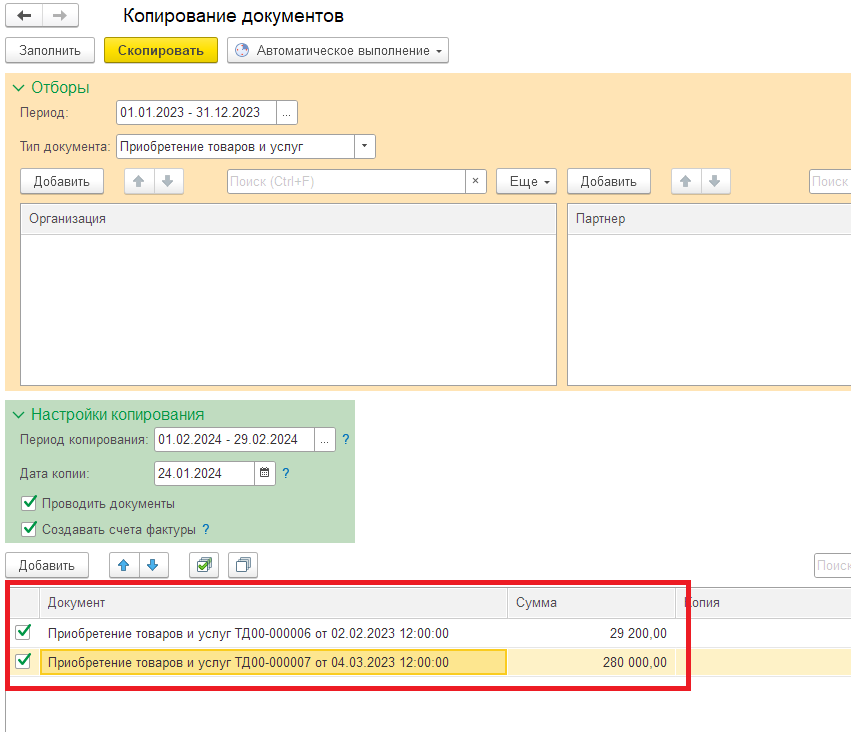 Копирование документов
Заполнить Скопировать Автоматическое выполнение
Отборы
Период: 01.01.2023 - 31.12.2023 ...
Тип документа: Приобретение товаров и услуг
Добавить Поиск (Ctrl+F) × Еще Добавить Поиск
Организация Партнер
Настройки копирования
Период копирования: 01.02.2024 - 29.02.2024 ... ?
Дата копии: 24.01.2024 ?
Проводить документы
Создавать счета фактуры ?
Добавить Поиск
Документ Сумма Копия
Приобретение товаров и услуг ТД00-000006 от 02.02.2023 12:00:00 29 200,00
Приобретение товаров и услуг ТД00-000007 от 04.03.2023 12:00:00 280 000,00